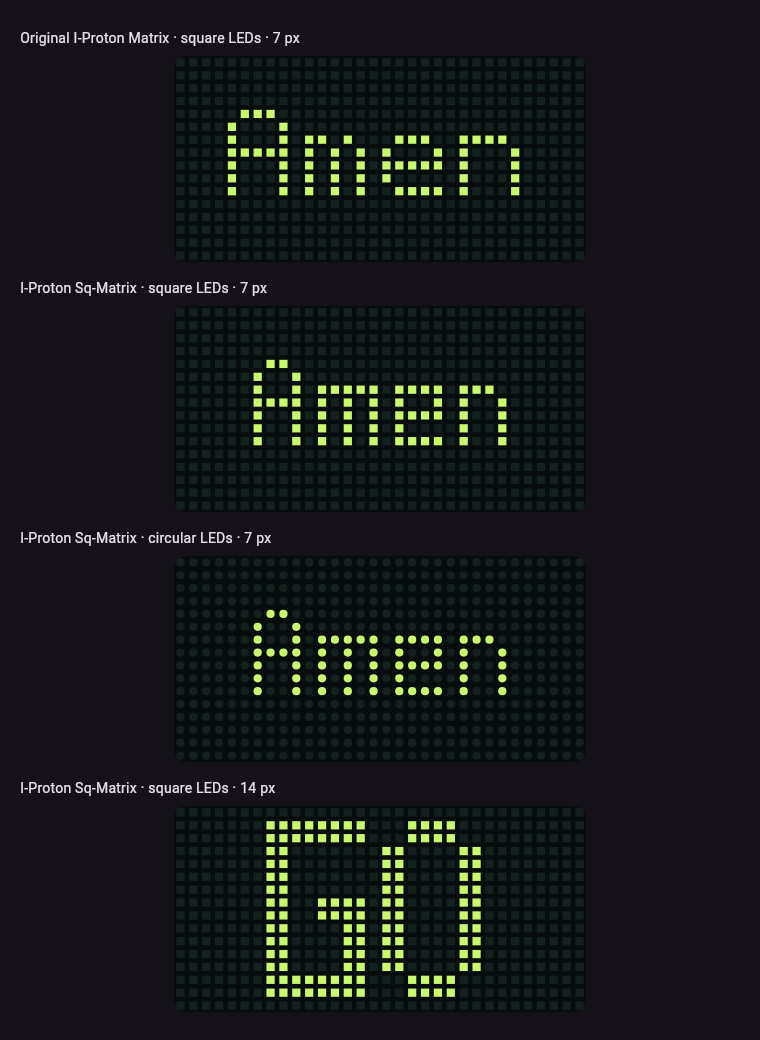 Original I-Proton Matrix · square LEDs · 7 px
Amen
I-Proton Sq-Matrix · square LEDs · 7 px
Amen
I-Proton Sq-Matrix · circular LEDs · 7 px
Amen
I-Proton Sq-Matrix · square LEDs · 14 px
GO